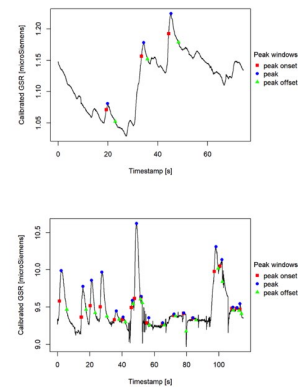 Calibrated GSR [microSiemens]
1.20
1.15
1.10
1.05
0 20 40 60
Timestamp [s]
Peak windows
peak onset
peak
peak offset
Calibrated GSR [microSiemens]
10.5
10.0
9.5
9.0
0 20 40 60 80 100
Timestamp [s]
Peak windows
peak onset
peak
peak offset